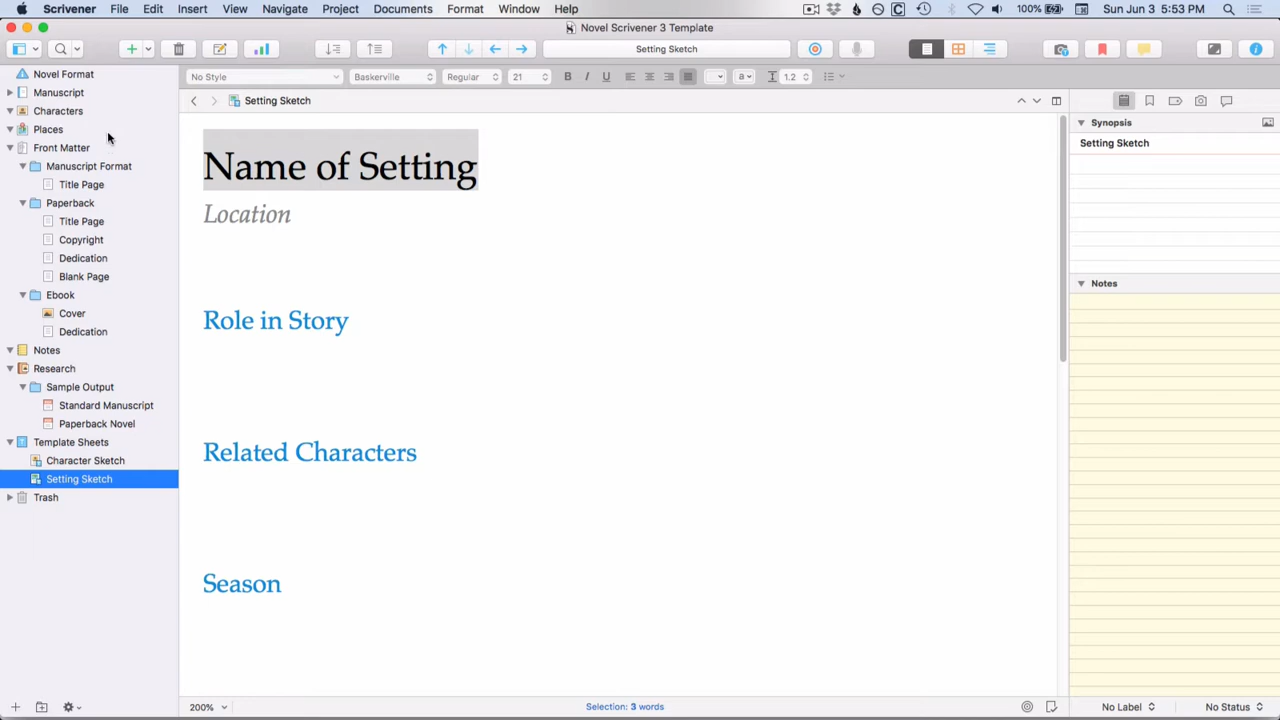 Scrivener File Edit Insert View Navigate Project Documents Format Window Help 100% Sun Jun 3 5:53 PM
Novel Scrivener 3 Template
Setting Sketch
No Style Baskerville Regular 21 B I U a 1.2
Novel Format
Manuscript
Characters
Places
Front Matter
Manuscript Format
Title Page
Paperback
Title Page
Copyright
Dedication
Blank Page
Ebook
Cover
Dedication
Notes
Research
Sample Output
Standard Manuscript
Paperback Novel
Template Sheets
Character Sketch
Setting Sketch
Trash
Setting Sketch
Name of Setting
Location
Role in Story
Related Characters
Season
200%
Selection: 3 words
Synopsis
Setting Sketch
Notes
No Label No Status